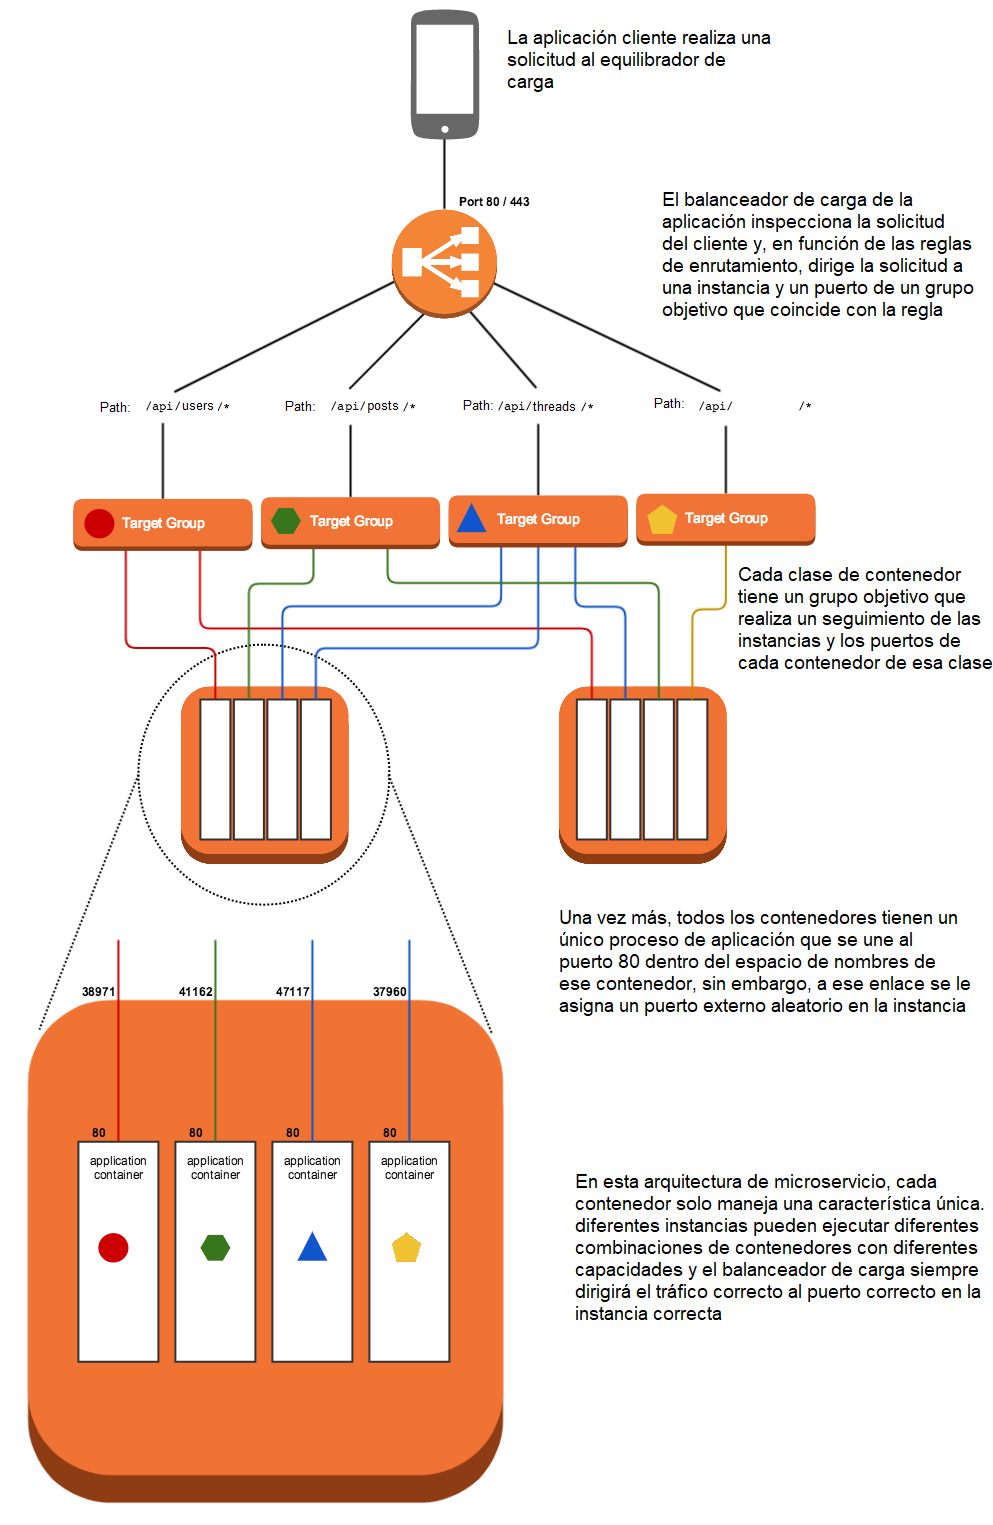 La aplicación cliente realiza una
solicitud al equilibrador de
carga
Port 80 / 443
El balanceador de carga de la
aplicación inspecciona la solicitud
del cliente y, en función de las reglas
de enrutamiento, dirige la solicitud a
una instancia y un puerto de un grupo
objetivo que coincide con la regla
Path: /api/users /*
Path: /api/posts /*
Path: /api/threads /*
Path: /api/ /*
Target Group
Target Group
Target Group
Target Group
Cada clase de contenedor
tiene un grupo objetivo que
realiza un seguimiento de las
instancias y los puertos de
cada contenedor de esa clase
Una vez más, todos los contenedores tienen un
único proceso de aplicación que se une al
puerto 80 dentro del espacio de nombres de
ese contenedor, sin embargo, a ese enlace se le
asigna un puerto externo aleatorio en la instancia
38971
41162
47117
37960
80
80
80
80
application
container
application
container
application
container
application
container
En esta arquitectura de microservicio, cada
contenedor solo maneja una característica única.
diferentes instancias pueden ejecutar diferentes
combinaciones de contenedores con diferentes
capacidades y el balanceador de carga siempre
dirigirá el tráfico correcto al puerto correcto en la
instancia correcta